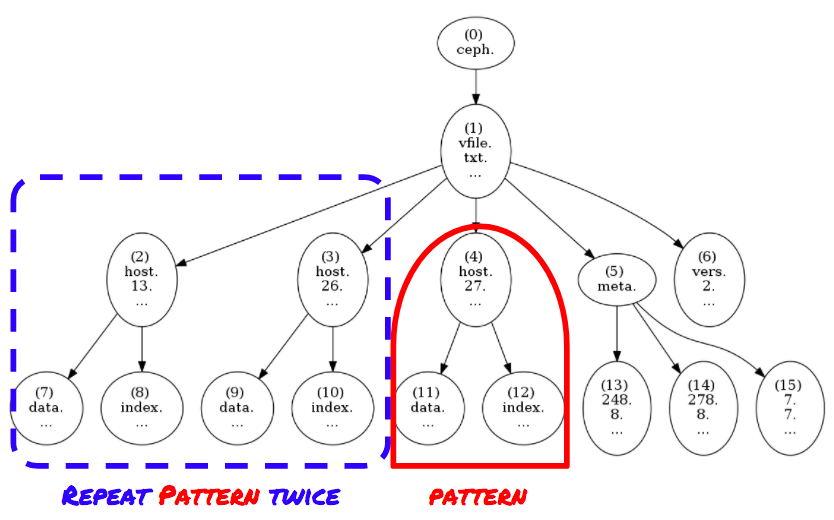 (0)
ceph.
(1)
vfile.
txt.
...
(2)
host.
13.
...
(3)
host.
26.
...
(4)
host.
27.
...
(5)
meta.
(6)
vers.
2.
...
(7)
data.
...
(8)
index.
...
(9)
data.
...
(10)
index.
...
(11)
data.
...
(12)
index.
...
(13)
248.
8.
...
(14)
278.
8.
...
(15)
7.
7.
...
REPEAT PATTERN TWICE
PATTERN